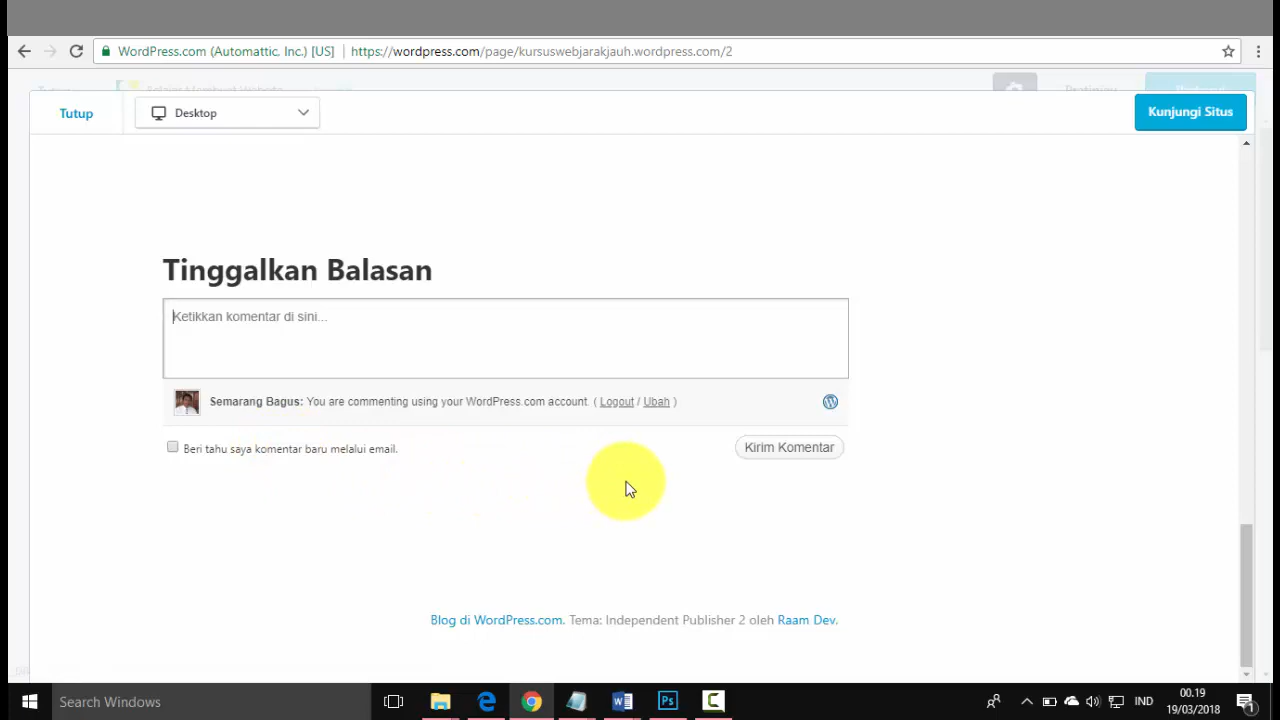 WordPress.com (Automattic, Inc.) [US]
https://wordpress.com/page/kursuswebjarakjauh.wordpress.com/2
Tutup
Desktop
Kunjungi Situs
Tinggalkan Balasan
Ketikkan komentar di sini...
Semarang Bagus: You are commenting using your WordPress.com account. ( Logout / Ubah )
Beri tahu saya komentar baru melalui email.
Kirim Komentar
Blog di WordPress.com. Tema: Independent Publisher 2 oleh Raam Dev.
Search Windows
W
Ps
C
IND
00.19
19/03/2018
1